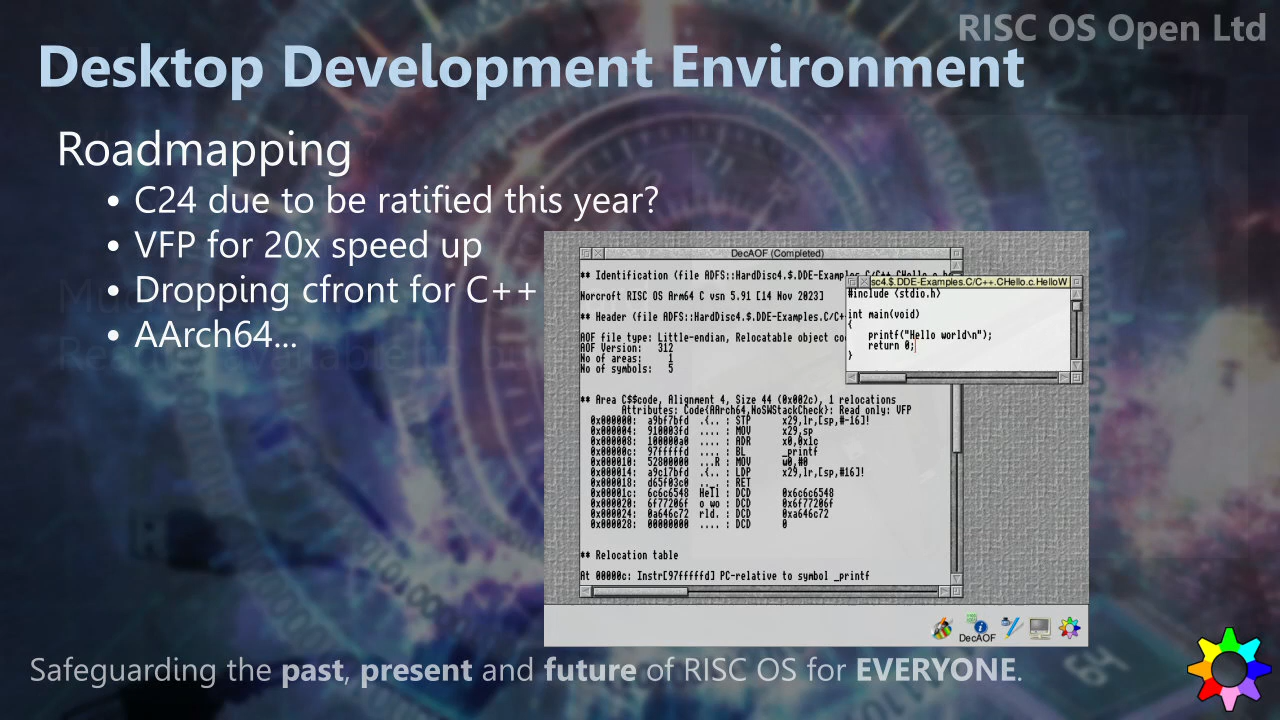 RISC OS Open Ltd
Desktop Development Environment
Roadmapping
• C24 due to be ratified this year?
• VFP for 20x speed up
• Dropping cfront for C++
• AArch64...
DecAOF (Completed)
** Identification (file ADFS::HardDisc4.$.DDE-Examples.C/C++.CHello.o.h
Norcroft RISC OS Arm64 C vsn 5.91 [14 Nov 2023]
** Header (file ADFS::HardDisc4.$.DDE-Examples.C/C+
AOF file type: Little-endian, Relocatable object co
AOF Version: 312
No of areas: 1
No of symbols: 5
** Area C$$code, Alignment 4, Size 44 (0x002c), 1 relocations
Attributes: Code{AArch64,NoSWStackCheck}: Read only: VFP
0x000000: a9bf7bfd .{.. : STP x29,lr,[sp,#-16]!
0x000004: 910003fd .... : MOV x29,sp
0x000008: 100000a0 .... : ADR x0,0x1c
0x00000c: 97fffffd .... : BL _printf
0x000010: 52800000 ...R : MOV w0,#0
0x000014: a9c17bfd .{.. : LDP x29,lr,[sp,#16]!
0x000018: d65f03c0 .._. : RET
0x00001c: 6c6c6548 Hell : DCD 0x6c6c6548
0x000020: 6f77206f o wo : DCD 0x6f77206f
0x000024: 0a646c72 rld. : DCD 0xa646c72
0x000028: 00000000 .... : DCD 0
** Relocation table
At 00000c: Instr[97fffffd] PC-relative to symbol _printf
sc4.$.DDE-Examples.C/C++.CHello.c.HelloW
#include <stdio.h>
int main(void)
{
printf("Hello world\n");
return 0;
}
DecAOF
Safeguarding the past, present and future of RISC OS for EVERYONE.